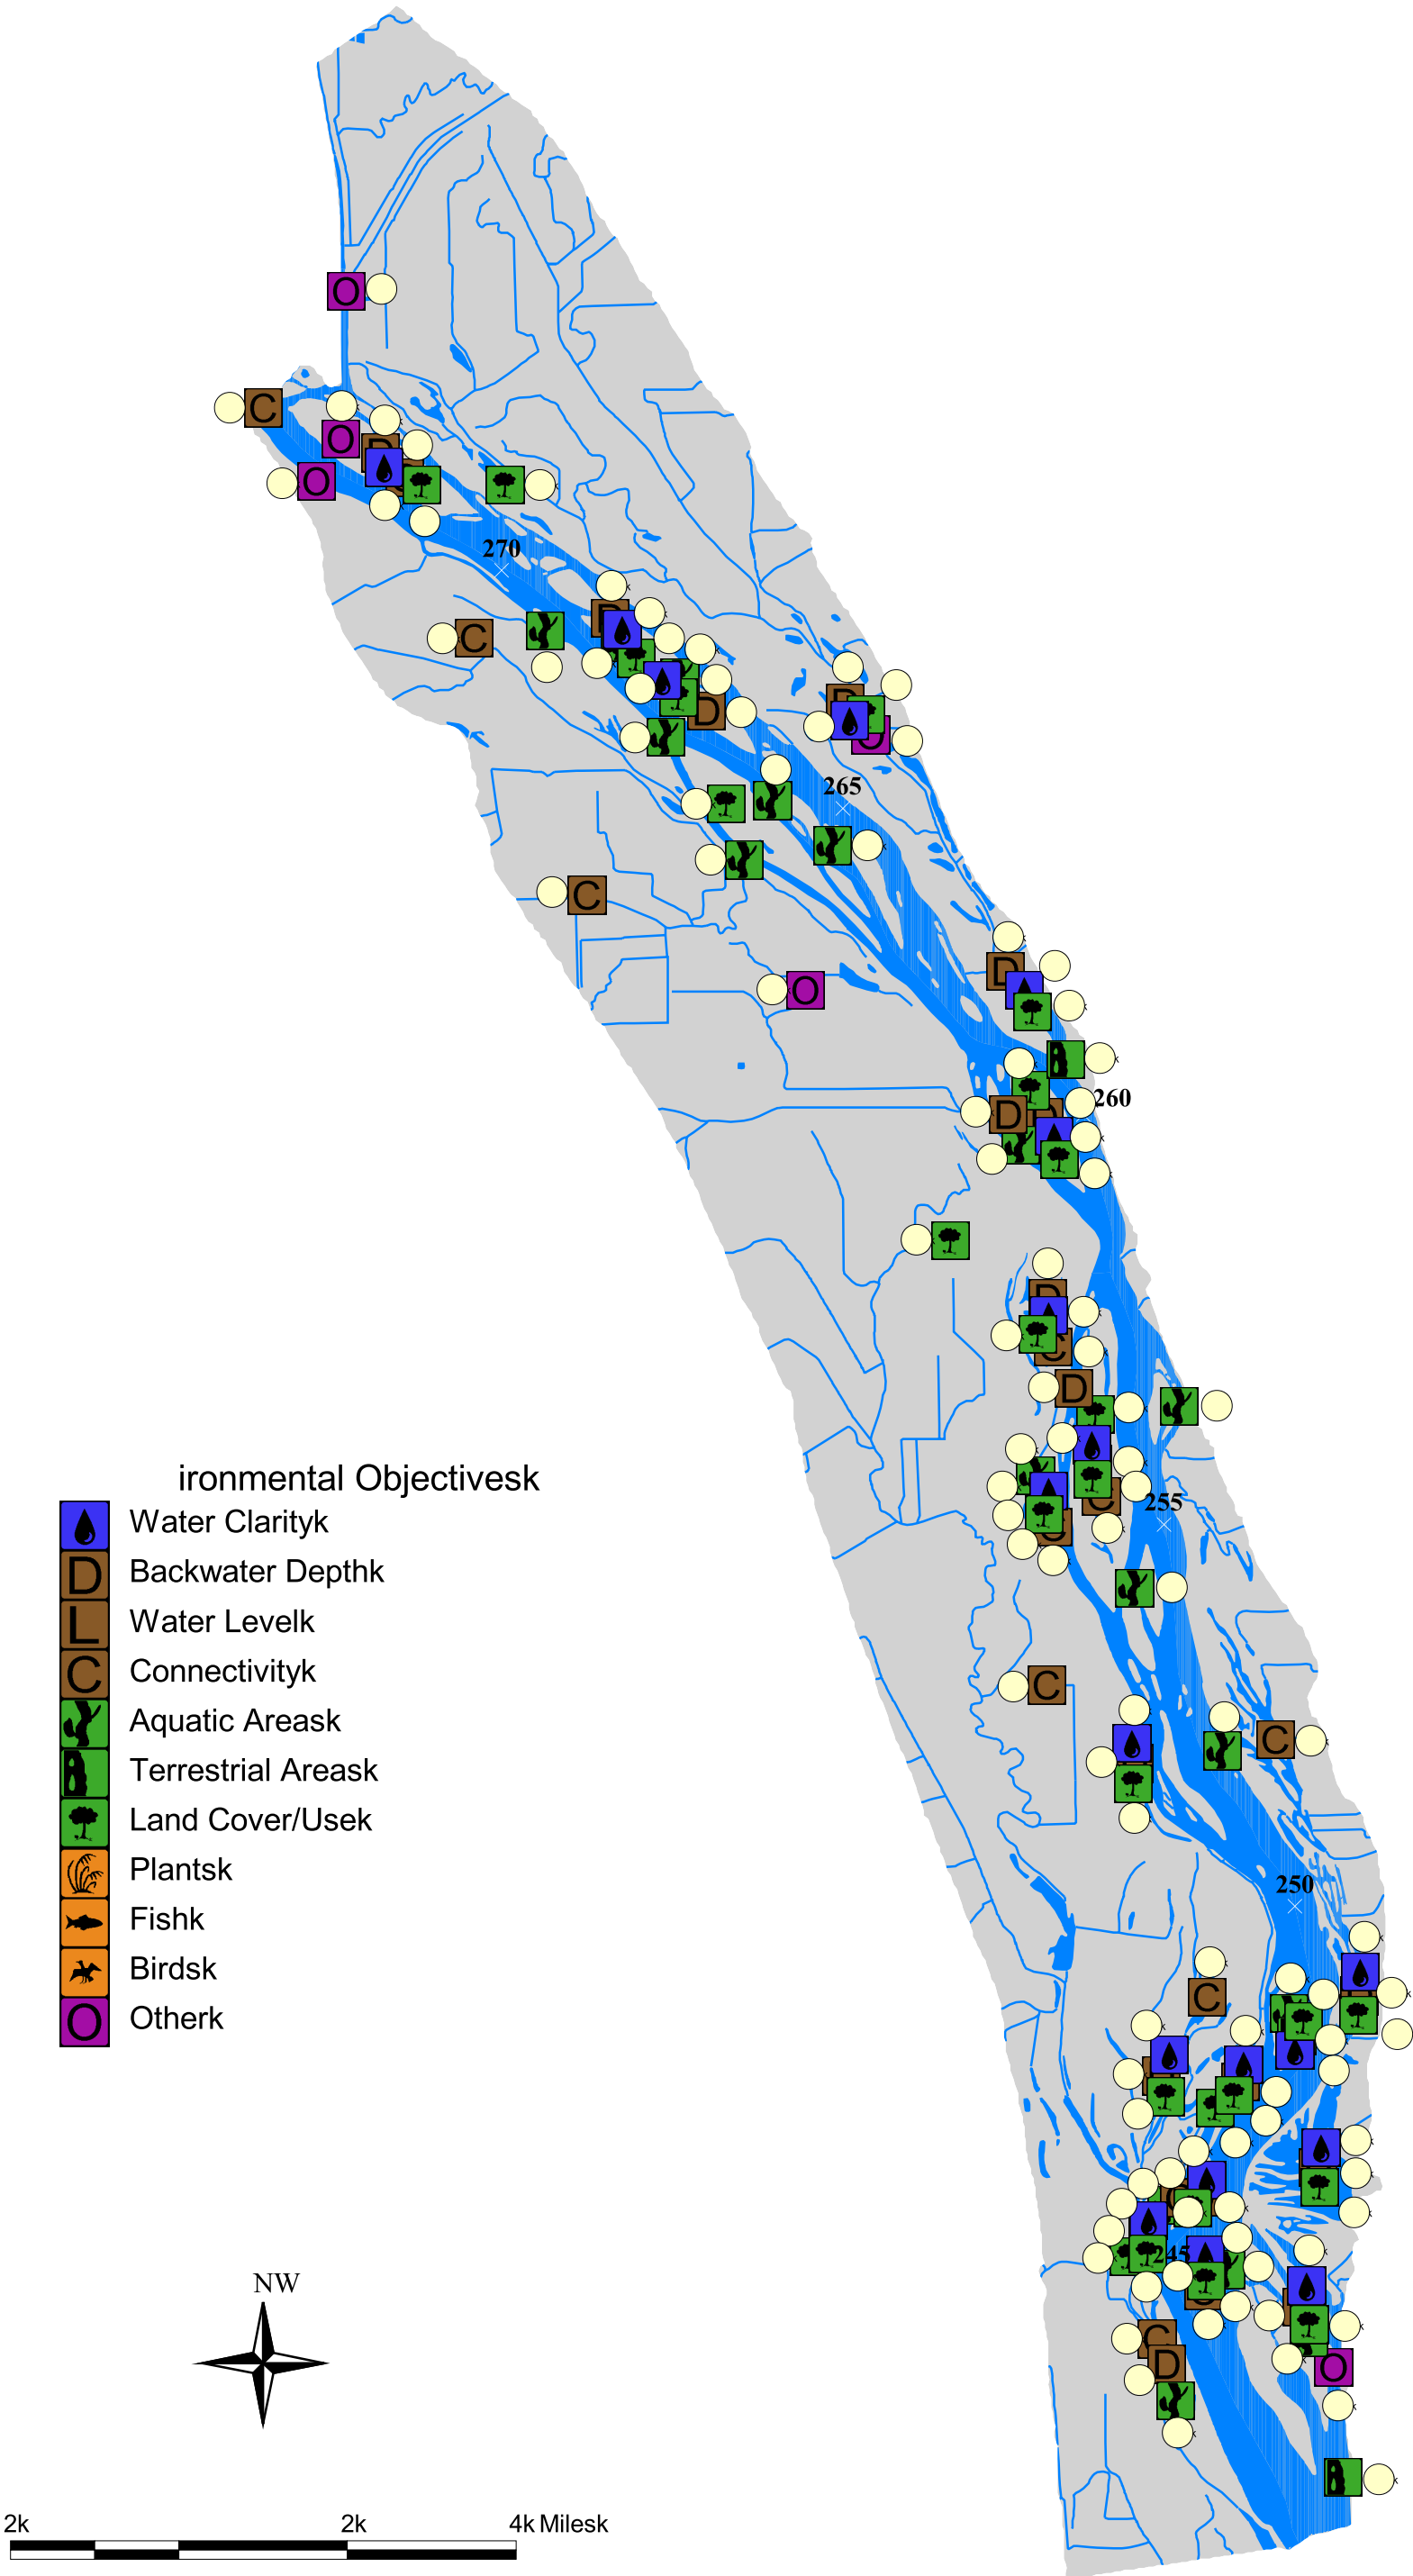 O
C
O
D
O
270
D
C
D
D
O
265
C
O
D
260
D
D
D
C
D
255
C
C
C
C
250
C
245
C
D
O
ironmental Objectivesk
Water Clarityk
D Backwater Depthk
L Water Levelk
C Connectivityk
Aquatic Areask
Terrestrial Areask
Land Cover/Usek
Plantsk
Fishk
Birdsk
O Otherk
NW
2k 2k 4k Milesk